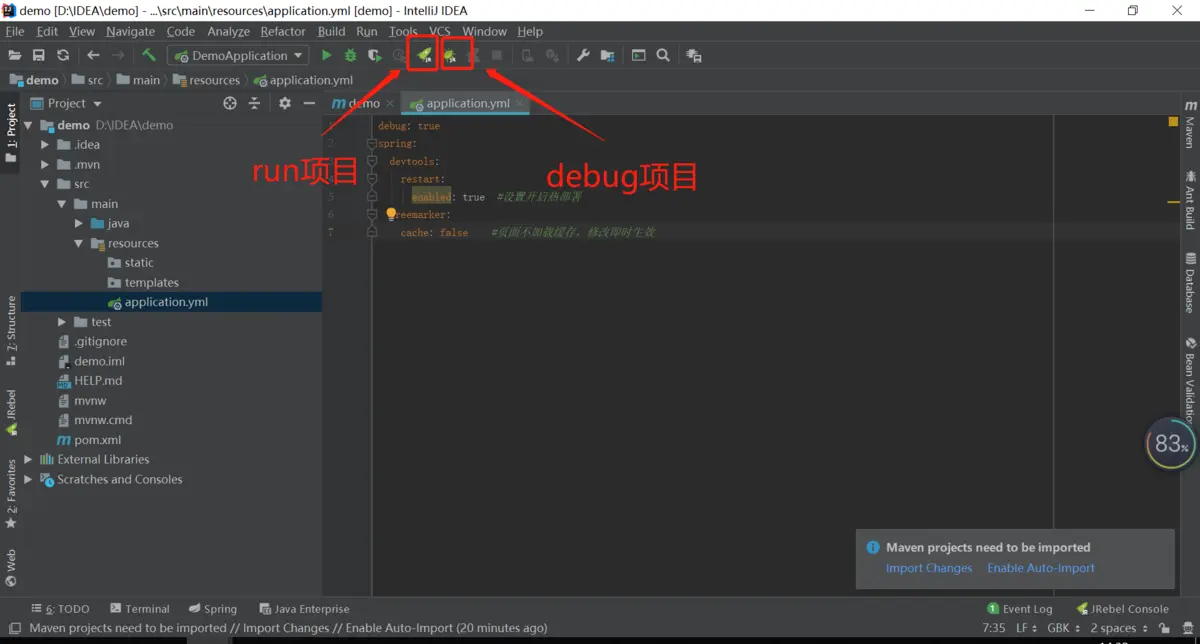 demo [D:\IDEA\demo] - ...\src\main\resources\application.yml [demo] - IntelliJ IDEA
File Edit View Navigate Code Analyze Refactor Build Run Tools VCS Window Help
DemoApplication
demo src main resources application.yml
1: Project
Project
demo
application.yml
Maven
demo D:\IDEA\demo
.idea
.mvn
src
main
java
resources
static
templates
application.yml
test
.gitignore
demo.iml
HELP.md
mvnw
mvnw.cmd
pom.xml
External Libraries
Scratches and Consoles
debug: true
2 spring:
devtools:
restart:
5 enabled: true #设置开启热部署
6 reemarker:
7 cache: false #页面不加载缓存，修改即时生效
run项目
debug项目
Ant Build
Database
Bean Validation
7: Structure
JRebel
2: Favorites
Web
83%
Maven projects need to be imported
Import Changes Enable Auto-Import
6: TODO Terminal Spring Java Enterprise
1 Event Log JRebel Console
Maven projects need to be imported // Import Changes // Enable Auto-Import (20 minutes ago)
7:35 LF GBK 2 spaces